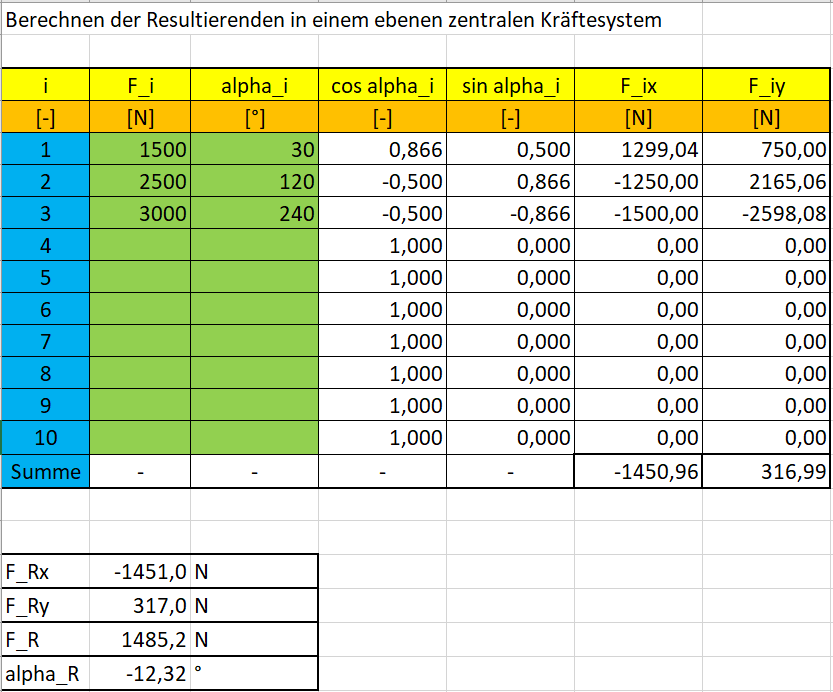 Berechnen der Resultierenden in einem ebenen zentralen Kräftesystem
i F_i alpha_i cos alpha_i sin alpha_i F_ix F_iy
[-] [N] [°] [-] [-] [N] [N]
1 1500 30 0,866 0,500 1299,04 750,00
2 2500 120 -0,500 0,866 -1250,00 2165,06
3 3000 240 -0,500 -0,866 -1500,00 -2598,08
4 1,000 0,000 0,00 0,00
5 1,000 0,000 0,00 0,00
6 1,000 0,000 0,00 0,00
7 1,000 0,000 0,00 0,00
8 1,000 0,000 0,00 0,00
9 1,000 0,000 0,00 0,00
10 1,000 0,000 0,00 0,00
Summe - - - - -1450,96 316,99
F_Rx -1451,0 N
F_Ry 317,0 N
F_R 1485,2 N
alpha_R -12,32 °